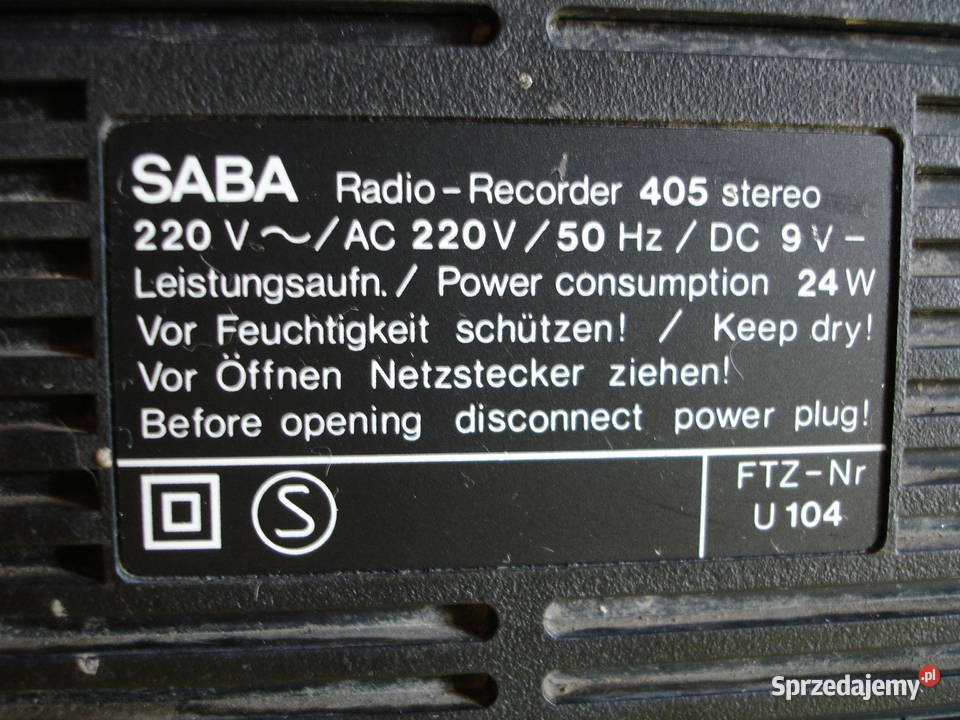 SABA Radio-Recorder 405 stereo
220 V ~/AC 220 V/50 Hz / DC 9 V –
Leistungsaufn. / Power consumption 24 W
Vor Feuchtigkeit schützen! / Keep dry!
Vor Öffnen Netzstecker ziehen!
Before opening disconnect power plug!
S
FTZ-Nr
U 104
Sprzedajemy.pl